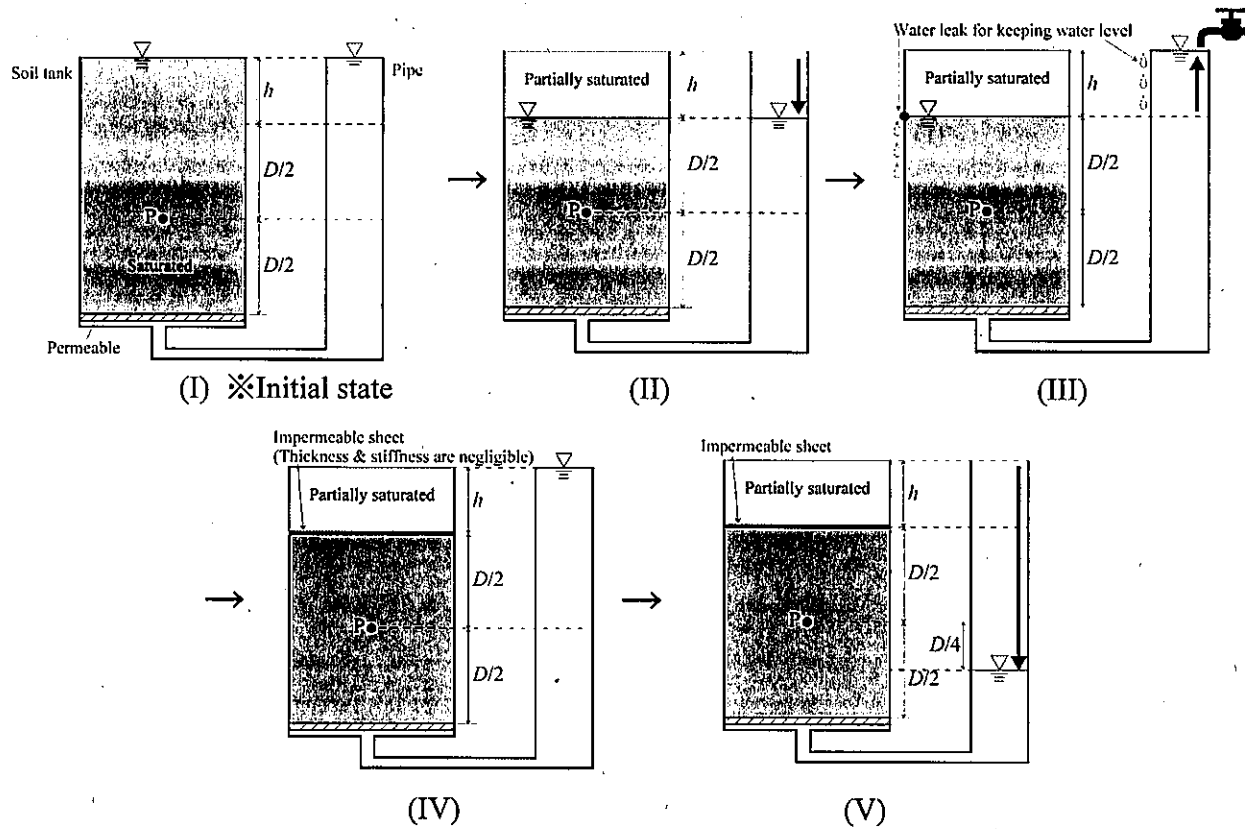 Water leak for keeping water level
Soil tank
Pipe
h
D/2
P
D/2
Saturated
Permeable
(I) ※Initial state
Partially saturated
h
D/2
P
D/2
(II)
Partially saturated
h
D/2
P
D/2
(III)
Impermeable sheet
(Thickness & stiffness are negligible)
Partially saturated
h
D/2
P
D/2
(IV)
Impermeable sheet
Partially saturated
h
D/2
P
D/4
D/2
(V)